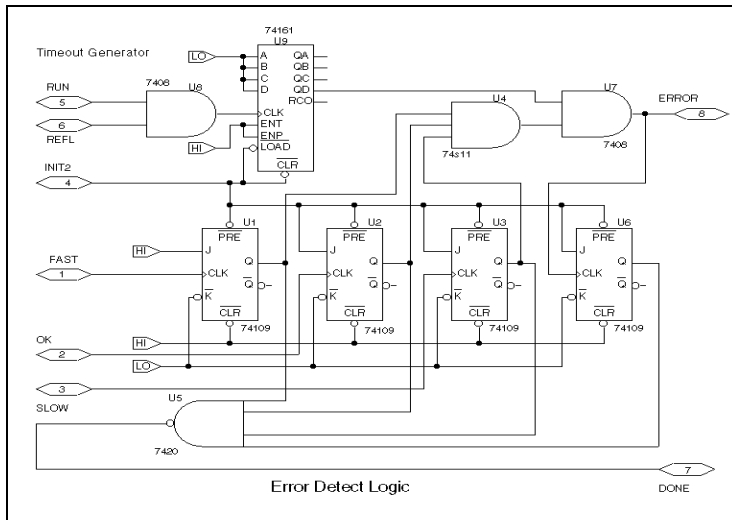 74161
U9
Timeout Generator
LO
A QA
B QB
C QC
D QD
RCO
CLK
ENT
ENP
LOAD
CLR
7408
U8
RUN
5
6
REFL
HI
INIT2
4
U4
74s11
U7
7408
ERROR
8
U1
PRE
J
Q
CLK
Q
K
CLR
74109
U2
PRE
J
Q
CLK
Q
K
CLR
74109
U3
PRE
J
Q
CLK
Q
K
CLR
74109
U6
PRE
J
Q
CLK
Q
K
CLR
74109
HI
FAST
1
OK
2
HI
LO
3
SLOW
U5
7420
7
DONE
Error Detect Logic